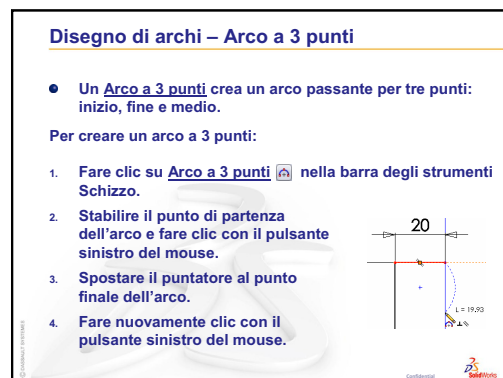 Disegno di archi – Arco a 3 punti
Un Arco a 3 punti crea un arco passante per tre punti:
inizio, fine e medio.
Per creare un arco a 3 punti:
1. Fare clic su Arco a 3 punti nella barra degli strumenti
Schizzo.
2. Stabilire il punto di partenza
dell'arco e fare clic con il pulsante
sinistro del mouse.
3. Spostare il puntatore al punto
finale dell'arco.
4. Fare nuovamente clic con il
pulsante sinistro del mouse.
20
L = 19,93
© DASSAULT SYSTEMES
Confidential
SolidWorks